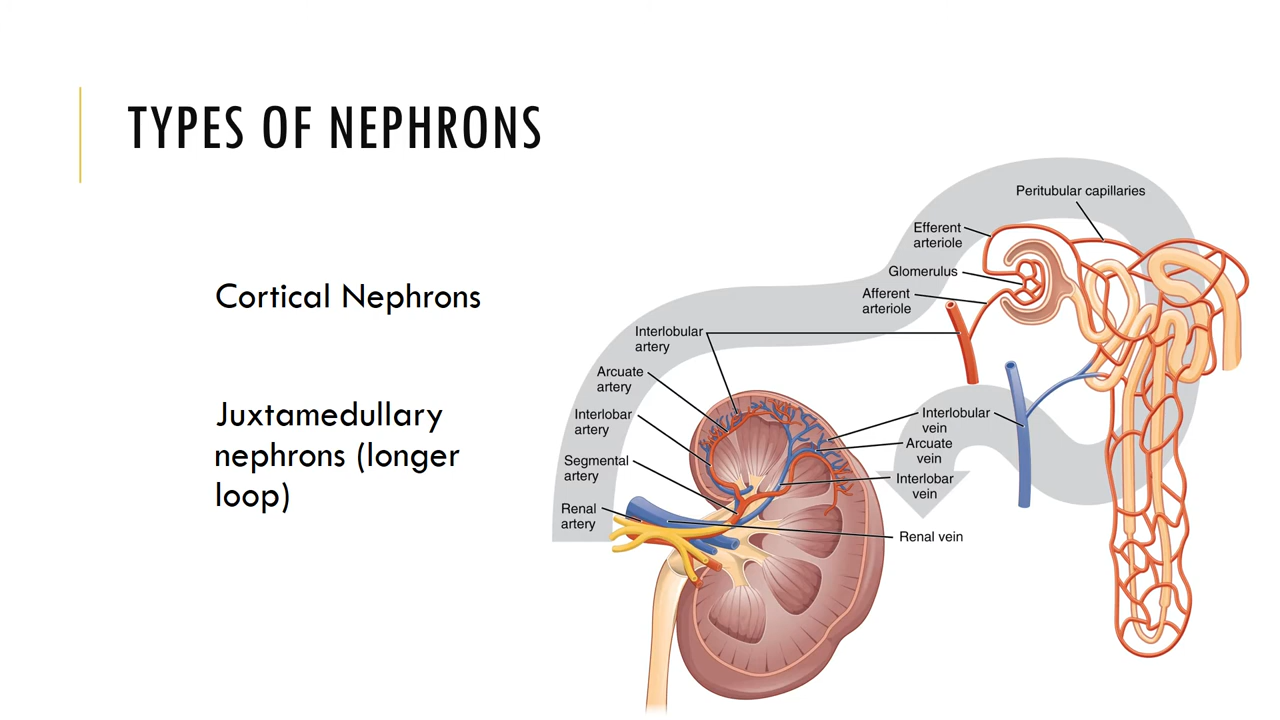 TYPES OF NEPHRONS
Cortical Nephrons
Juxtamedullary
nephrons (longer
loop)
Peritubular capillaries
Efferent
arteriole
Glomerulus
Afferent
arteriole
Interlobular
artery
Arcuate
artery
Interlobar
artery
Segmental
artery
Renal
artery
Interlobular
vein
Arcuate
vein
Interlobar
vein
Renal vein